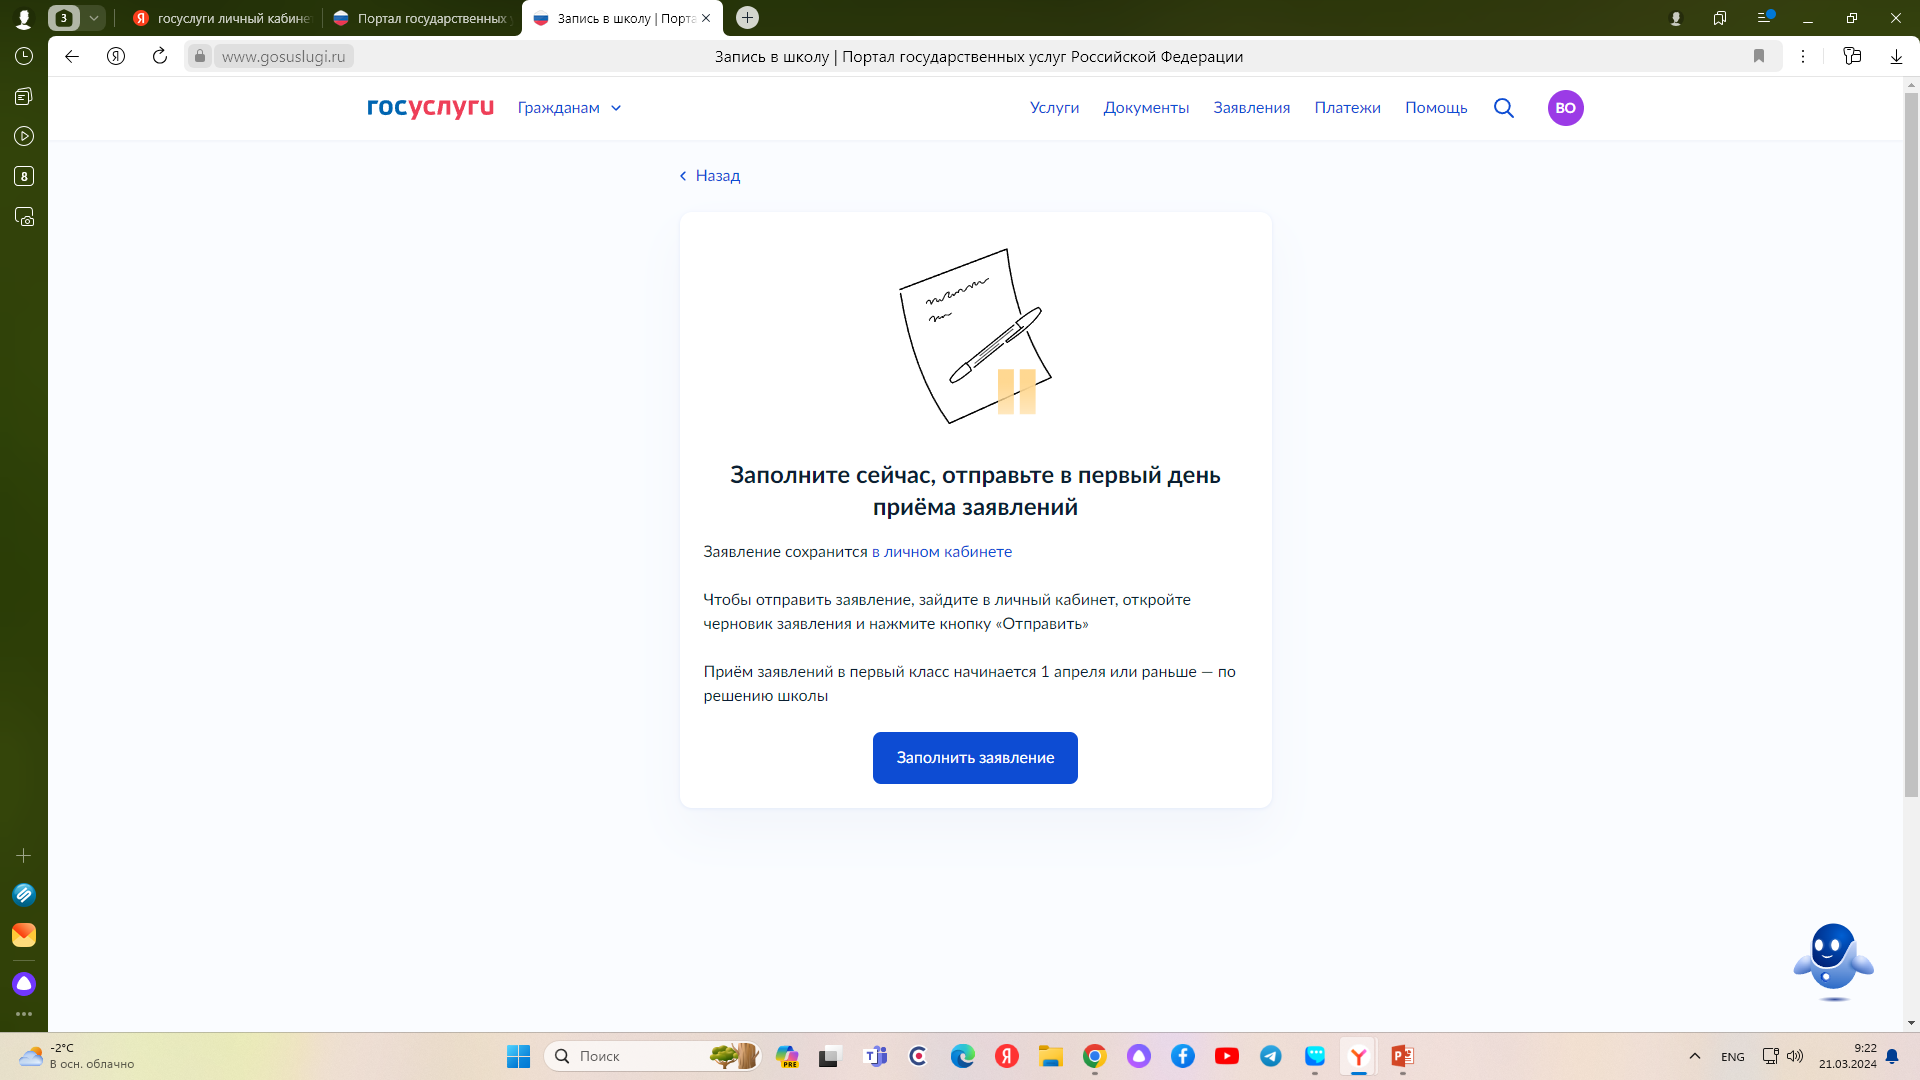 3
госуслуги личный кабине
Портал государственных
Запись в школу | Порта
www.gosuslugi.ru
Запись в школу | Портал государственных услуг Российской Федерации
8
госуслуги
Гражданам
Услуги
Документы
Заявления
Платежи
Помощь
ВО
Назад
Заполните сейчас, отправьте в первый день
приёма заявлений
Заявление сохранится в личном кабинете
Чтобы отправить заявление, зайдите в личный кабинет, откройте
черновик заявления и нажмите кнопку «Отправить»
Приём заявлений в первый класс начинается 1 апреля или раньше — по
решению школы
Заполнить заявление
-2°C
В осн. облачно
Поиск
PRE
ENG
9:22
21.03.2024